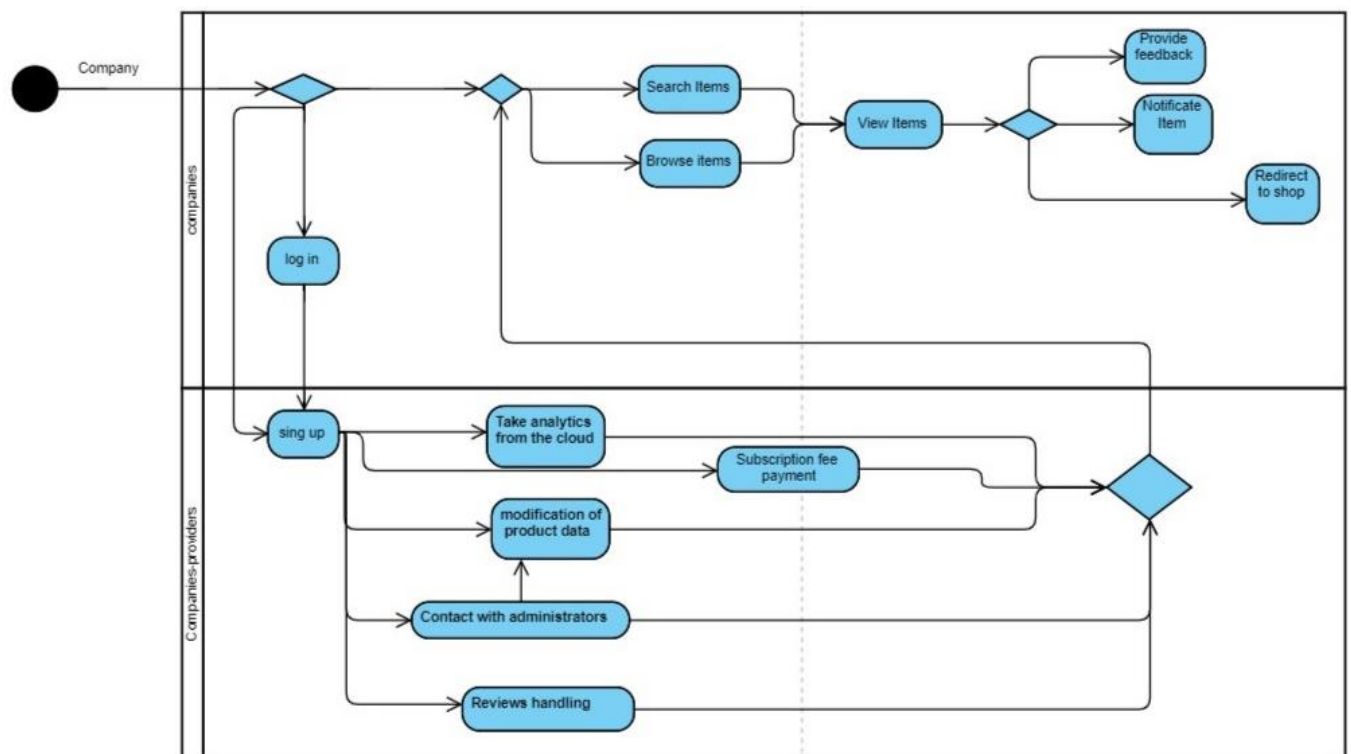 Company
companies
Search Items
Browse items
View Items
Provide
feedback
Notificate
Item
Redirect
to shop
log in
Companies-providers
sing up
Take analytics
from the cloud
Subscription fee
payment
modification of
product data
Contact with administrators
Reviews handling